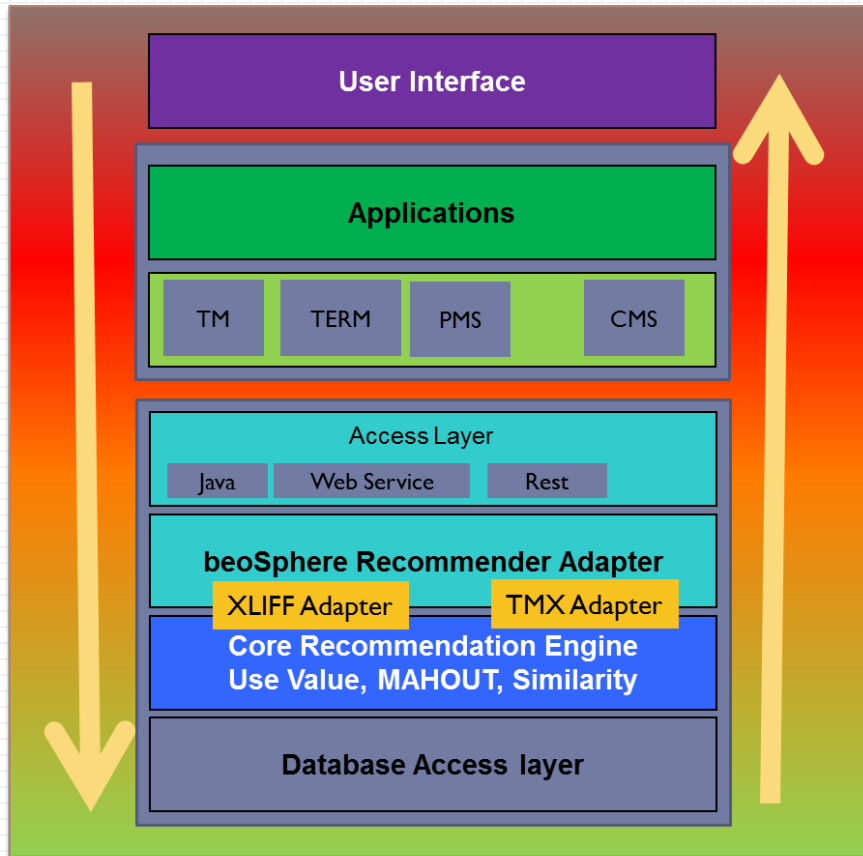 User Interface
Applications
TM TERM PMS CMS
Access Layer
Java Web Service Rest
beoSphere Recommender Adapter
XLIFF Adapter TMX Adapter
Core Recommendation Engine
Use Value, MAHOUT, Similarity
Database Access layer